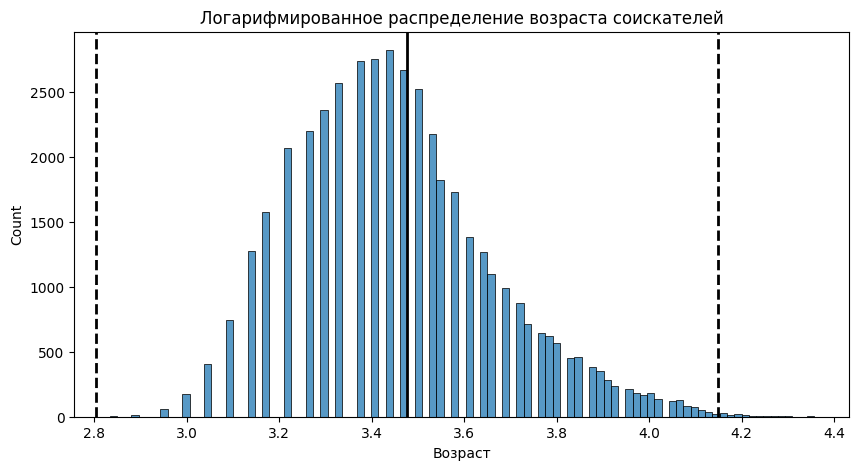 Логарифмированное распределение возраста соискателей
Count
2500
2000
1500
1000
500
0
2.8 3.0 3.2 3.4 3.6 3.8 4.0 4.2 4.4
Возраст